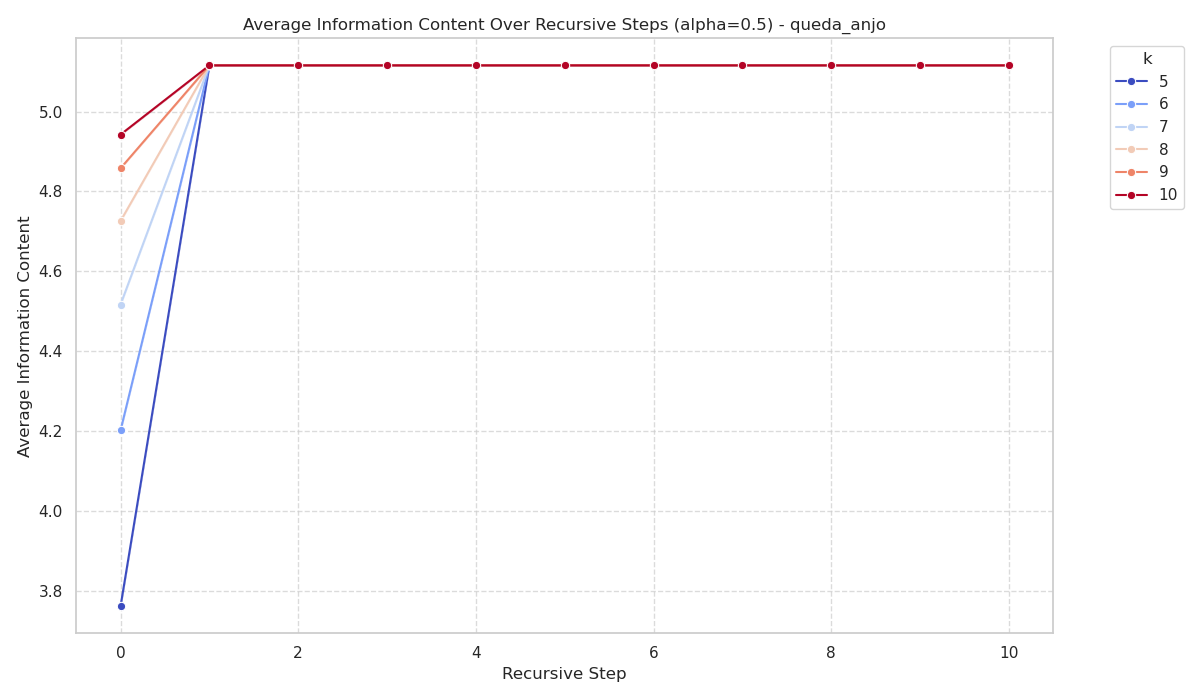 Average Information Content Over Recursive Steps (alpha=0.5) - queda_anjo
k
5
6
7
8
9
10
Average Information Content
5.0
4.8
4.6
4.4
4.2
4.0
3.8
0 2 4 6 8 10
Recursive Step